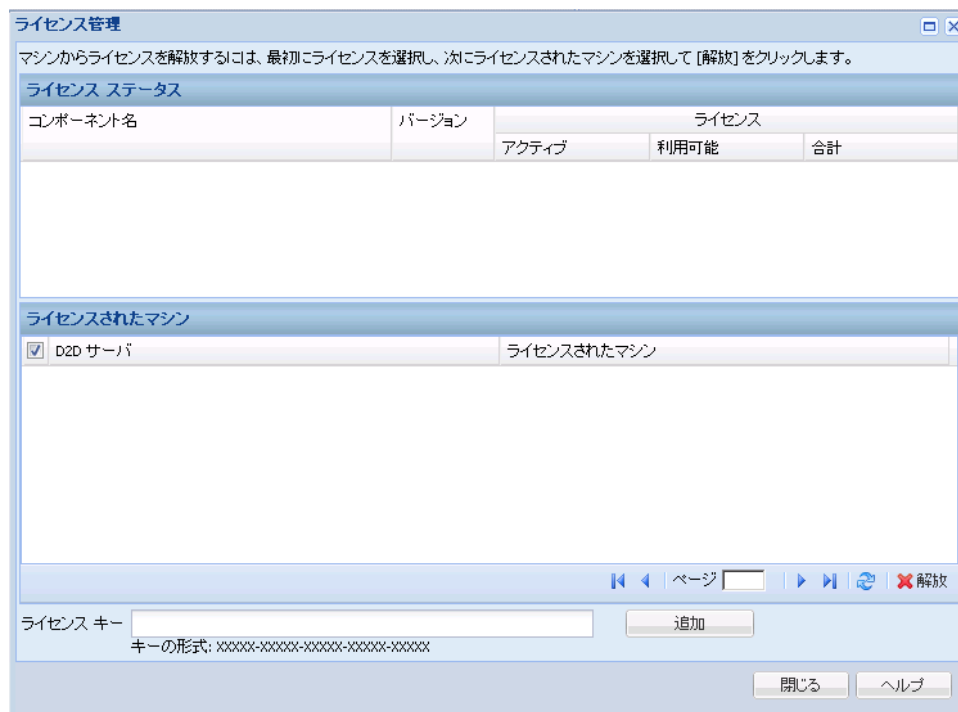 ライセンス管理
マシンからライセンスを解放するには、最初にライセンスを選択し、次にライセンスされたマシンを選択して [解放] をクリックします。
ライセンス ステータス
コンポーネント名 バージョン ライセンス
アクティブ 利用可能 合計
ライセンスされたマシン
D2D サーバ ライセンスされたマシン
ページ 解放
ライセンス キー 追加
キーの形式: XXXXX-XXXXX-XXXXX-XXXXX-XXXXX
閉じる ヘルプ